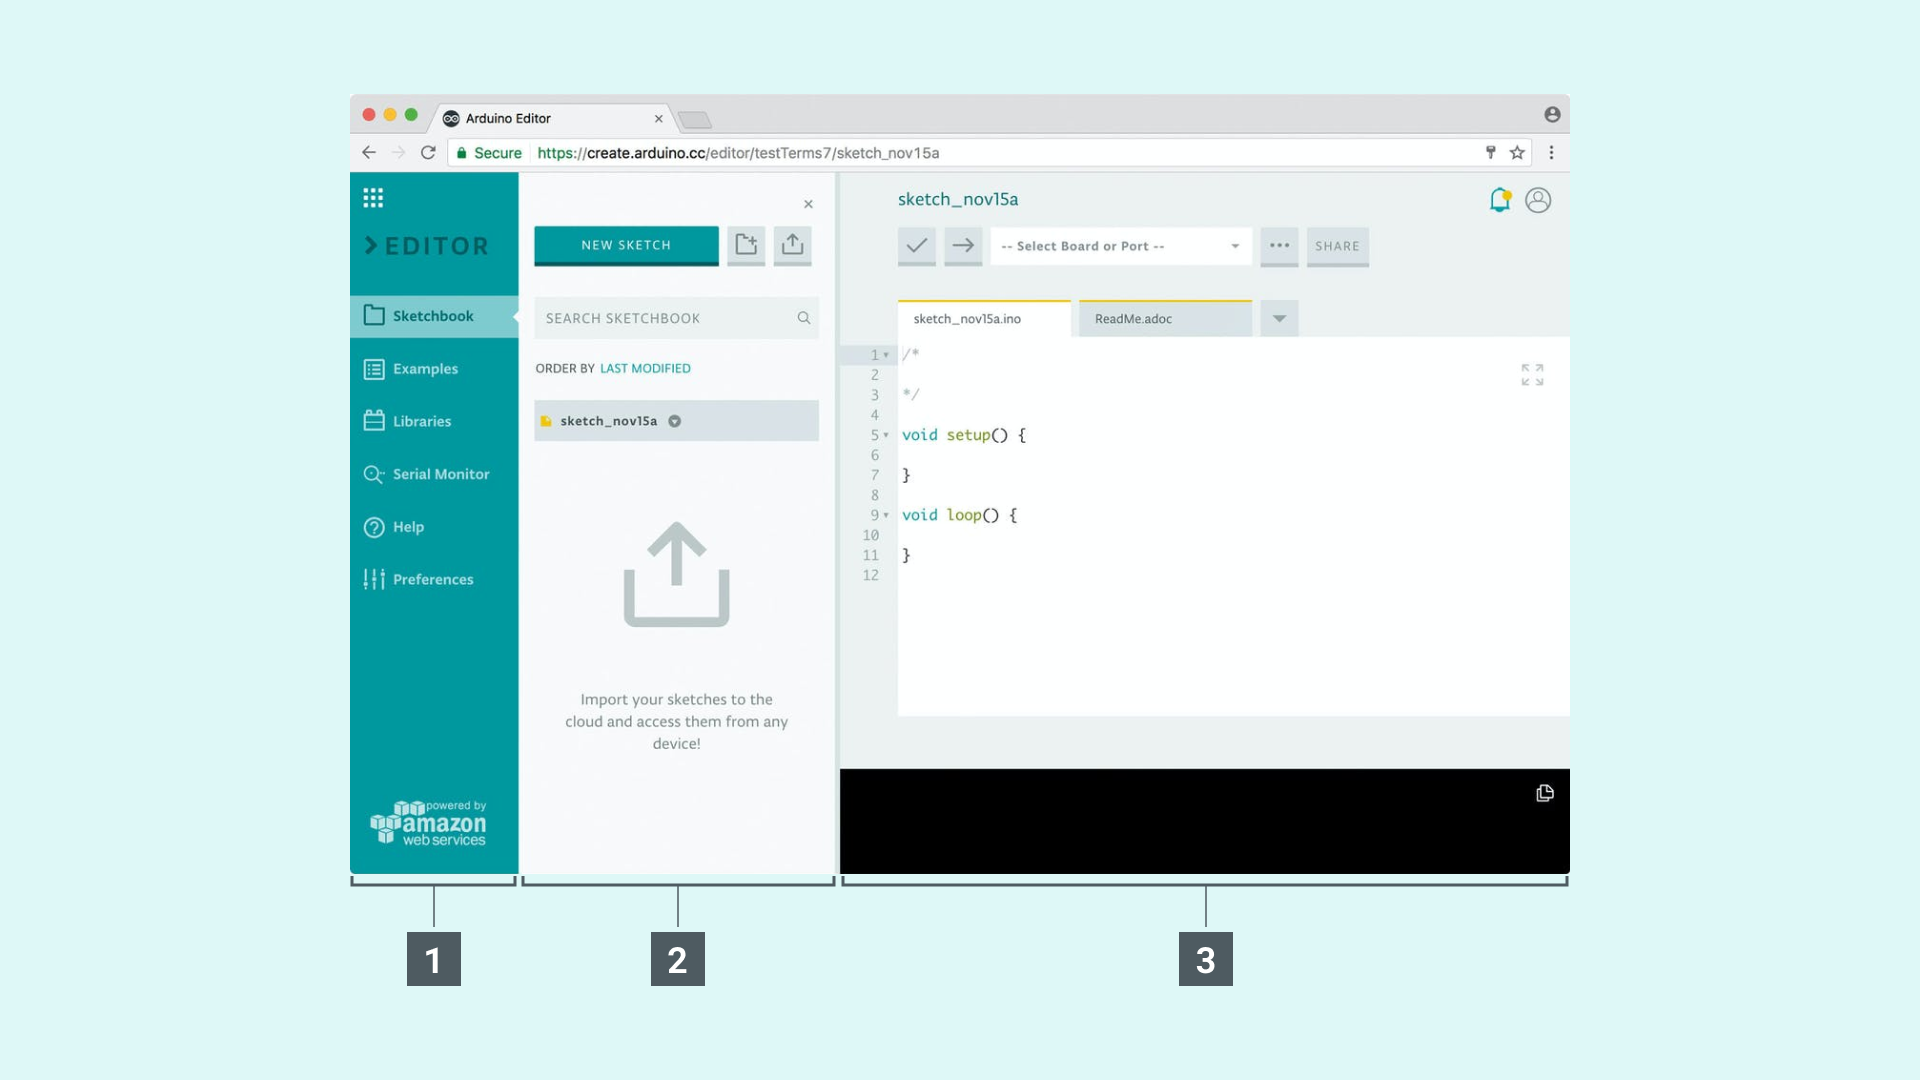 Arduino Editor
Secure https://create.arduino.cc/editor/testTerms7/sketch_nov15a
EDITOR
Sketchbook
Examples
Libraries
Serial Monitor
Help
Preferences
powered by
amazon
web services
NEW SKETCH
SEARCH SKETCHBOOK
ORDER BY LAST MODIFIED
sketch_nov15a
Import your sketches to the
cloud and access them from any
device!
sketch_nov15a
-- Select Board or Port --
SHARE
sketch_nov15a.ino
ReadMe.adoc
1 /*
2
3 */
4
5 void setup() {
6
7 }
8
9 void loop() {
10
11 }
12
1
2
3